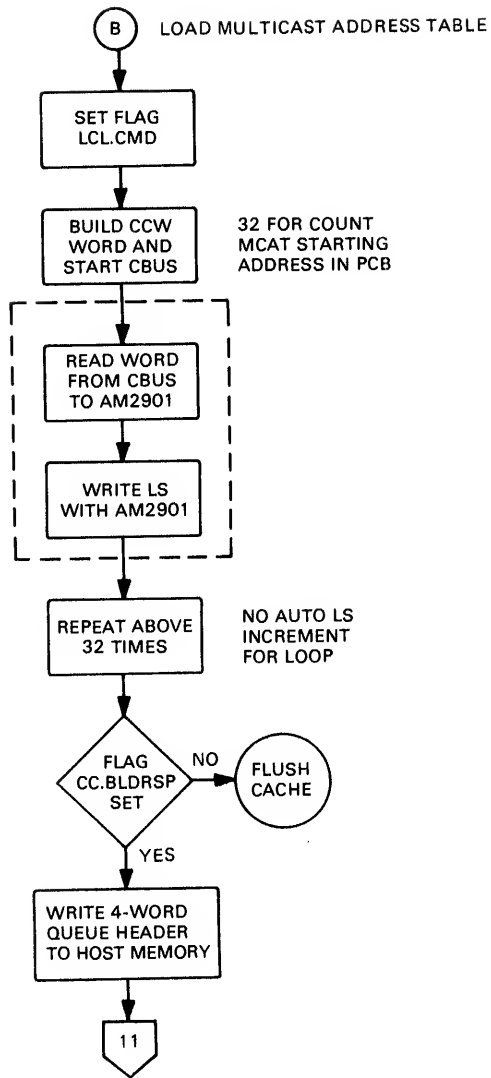 B
LOAD MULTICAST ADDRESS TABLE
SET FLAG
LCL.CMD
BUILD CCW
WORD AND
START CBUS
32 FOR COUNT
MCAT STARTING
ADDRESS IN PCB
READ WORD
FROM CBUS
TO AM2901
WRITE LS
WITH AM2901
REPEAT ABOVE
32 TIMES
NO AUTO LS
INCREMENT
FOR LOOP
FLAG
CC.BLDRSP
SET
NO
FLUSH
CACHE
YES
WRITE 4-WORD
QUEUE HEADER
TO HOST MEMORY
11